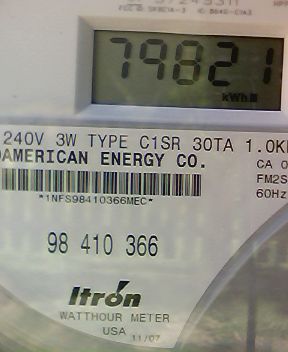 79821
kWh
240V 3W TYPE C1SR 30TA 1.0K
AMERICAN ENERGY CO.
CA 0
FM2S
60Hz
*1NFS98410366MEC*
98 410 366
Itron
WATTHOUR METER
USA 11/07